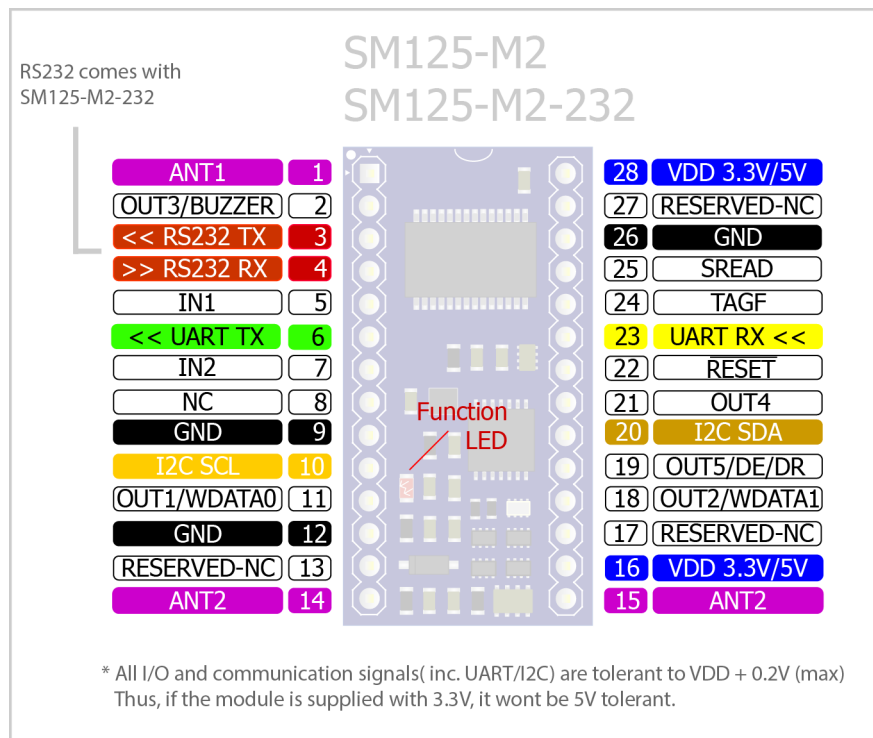 SM125-M2
SM125-M2-232
RS232 comes with
SM125-M2-232
ANT1 1
OUT3/BUZZER 2
<< RS232 TX 3
>> RS232 RX 4
IN1 5
<< UART TX 6
IN2 7
NC 8
GND 9
I2C SCL 10
OUT1/WDATA0 11
GND 12
RESERVED-NC 13
ANT2 14
Function
LED
28 VDD 3.3V/5V
27 RESERVED-NC
26 GND
25 SREAD
24 TAGF
23 UART RX <<
22 RESET
21 OUT4
20 I2C SDA
19 OUT5/DE/DR
18 OUT2/WDATA1
17 RESERVED-NC
16 VDD 3.3V/5V
15 ANT2
* All I/O and communication signals( inc. UART/I2C) are tolerant to VDD + 0.2V (max)
Thus, if the module is supplied with 3.3V, it wont be 5V tolerant.